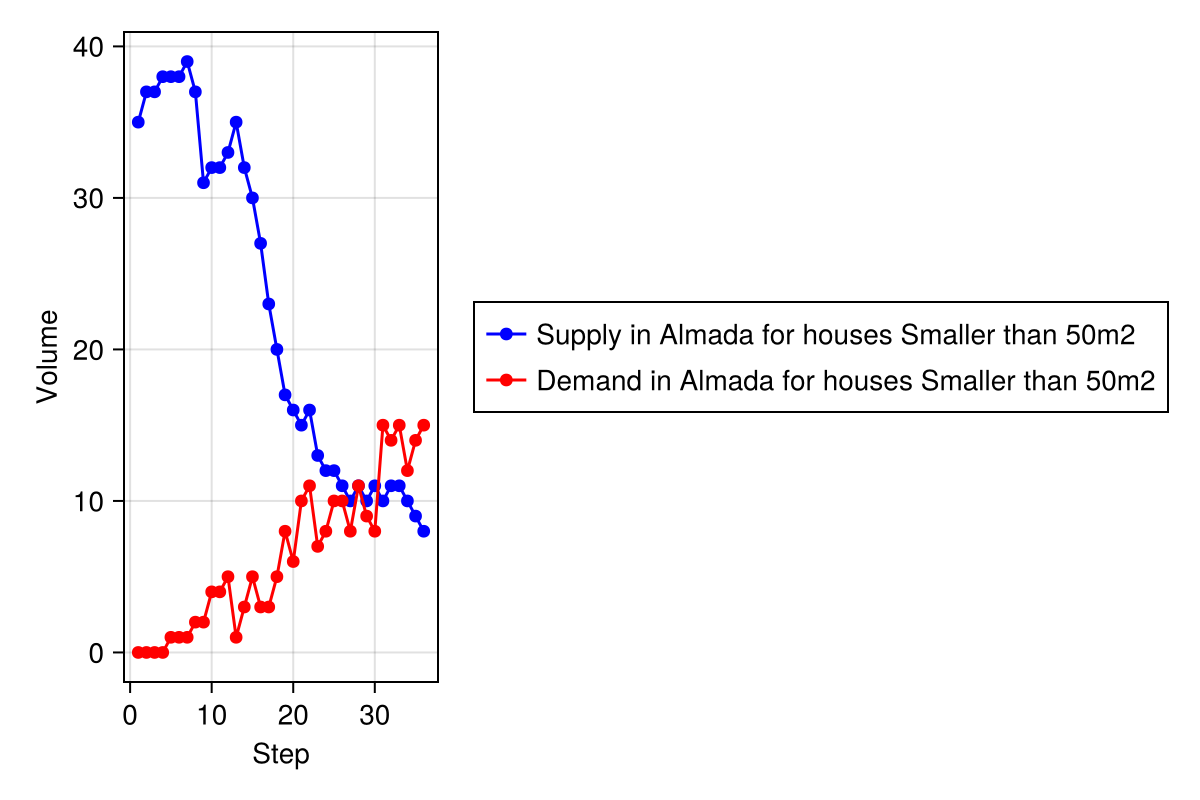 40
30
20
10
0
Volume
0 10 20 30
Step
Supply in Almada for houses Smaller than 50m2
Demand in Almada for houses Smaller than 50m2